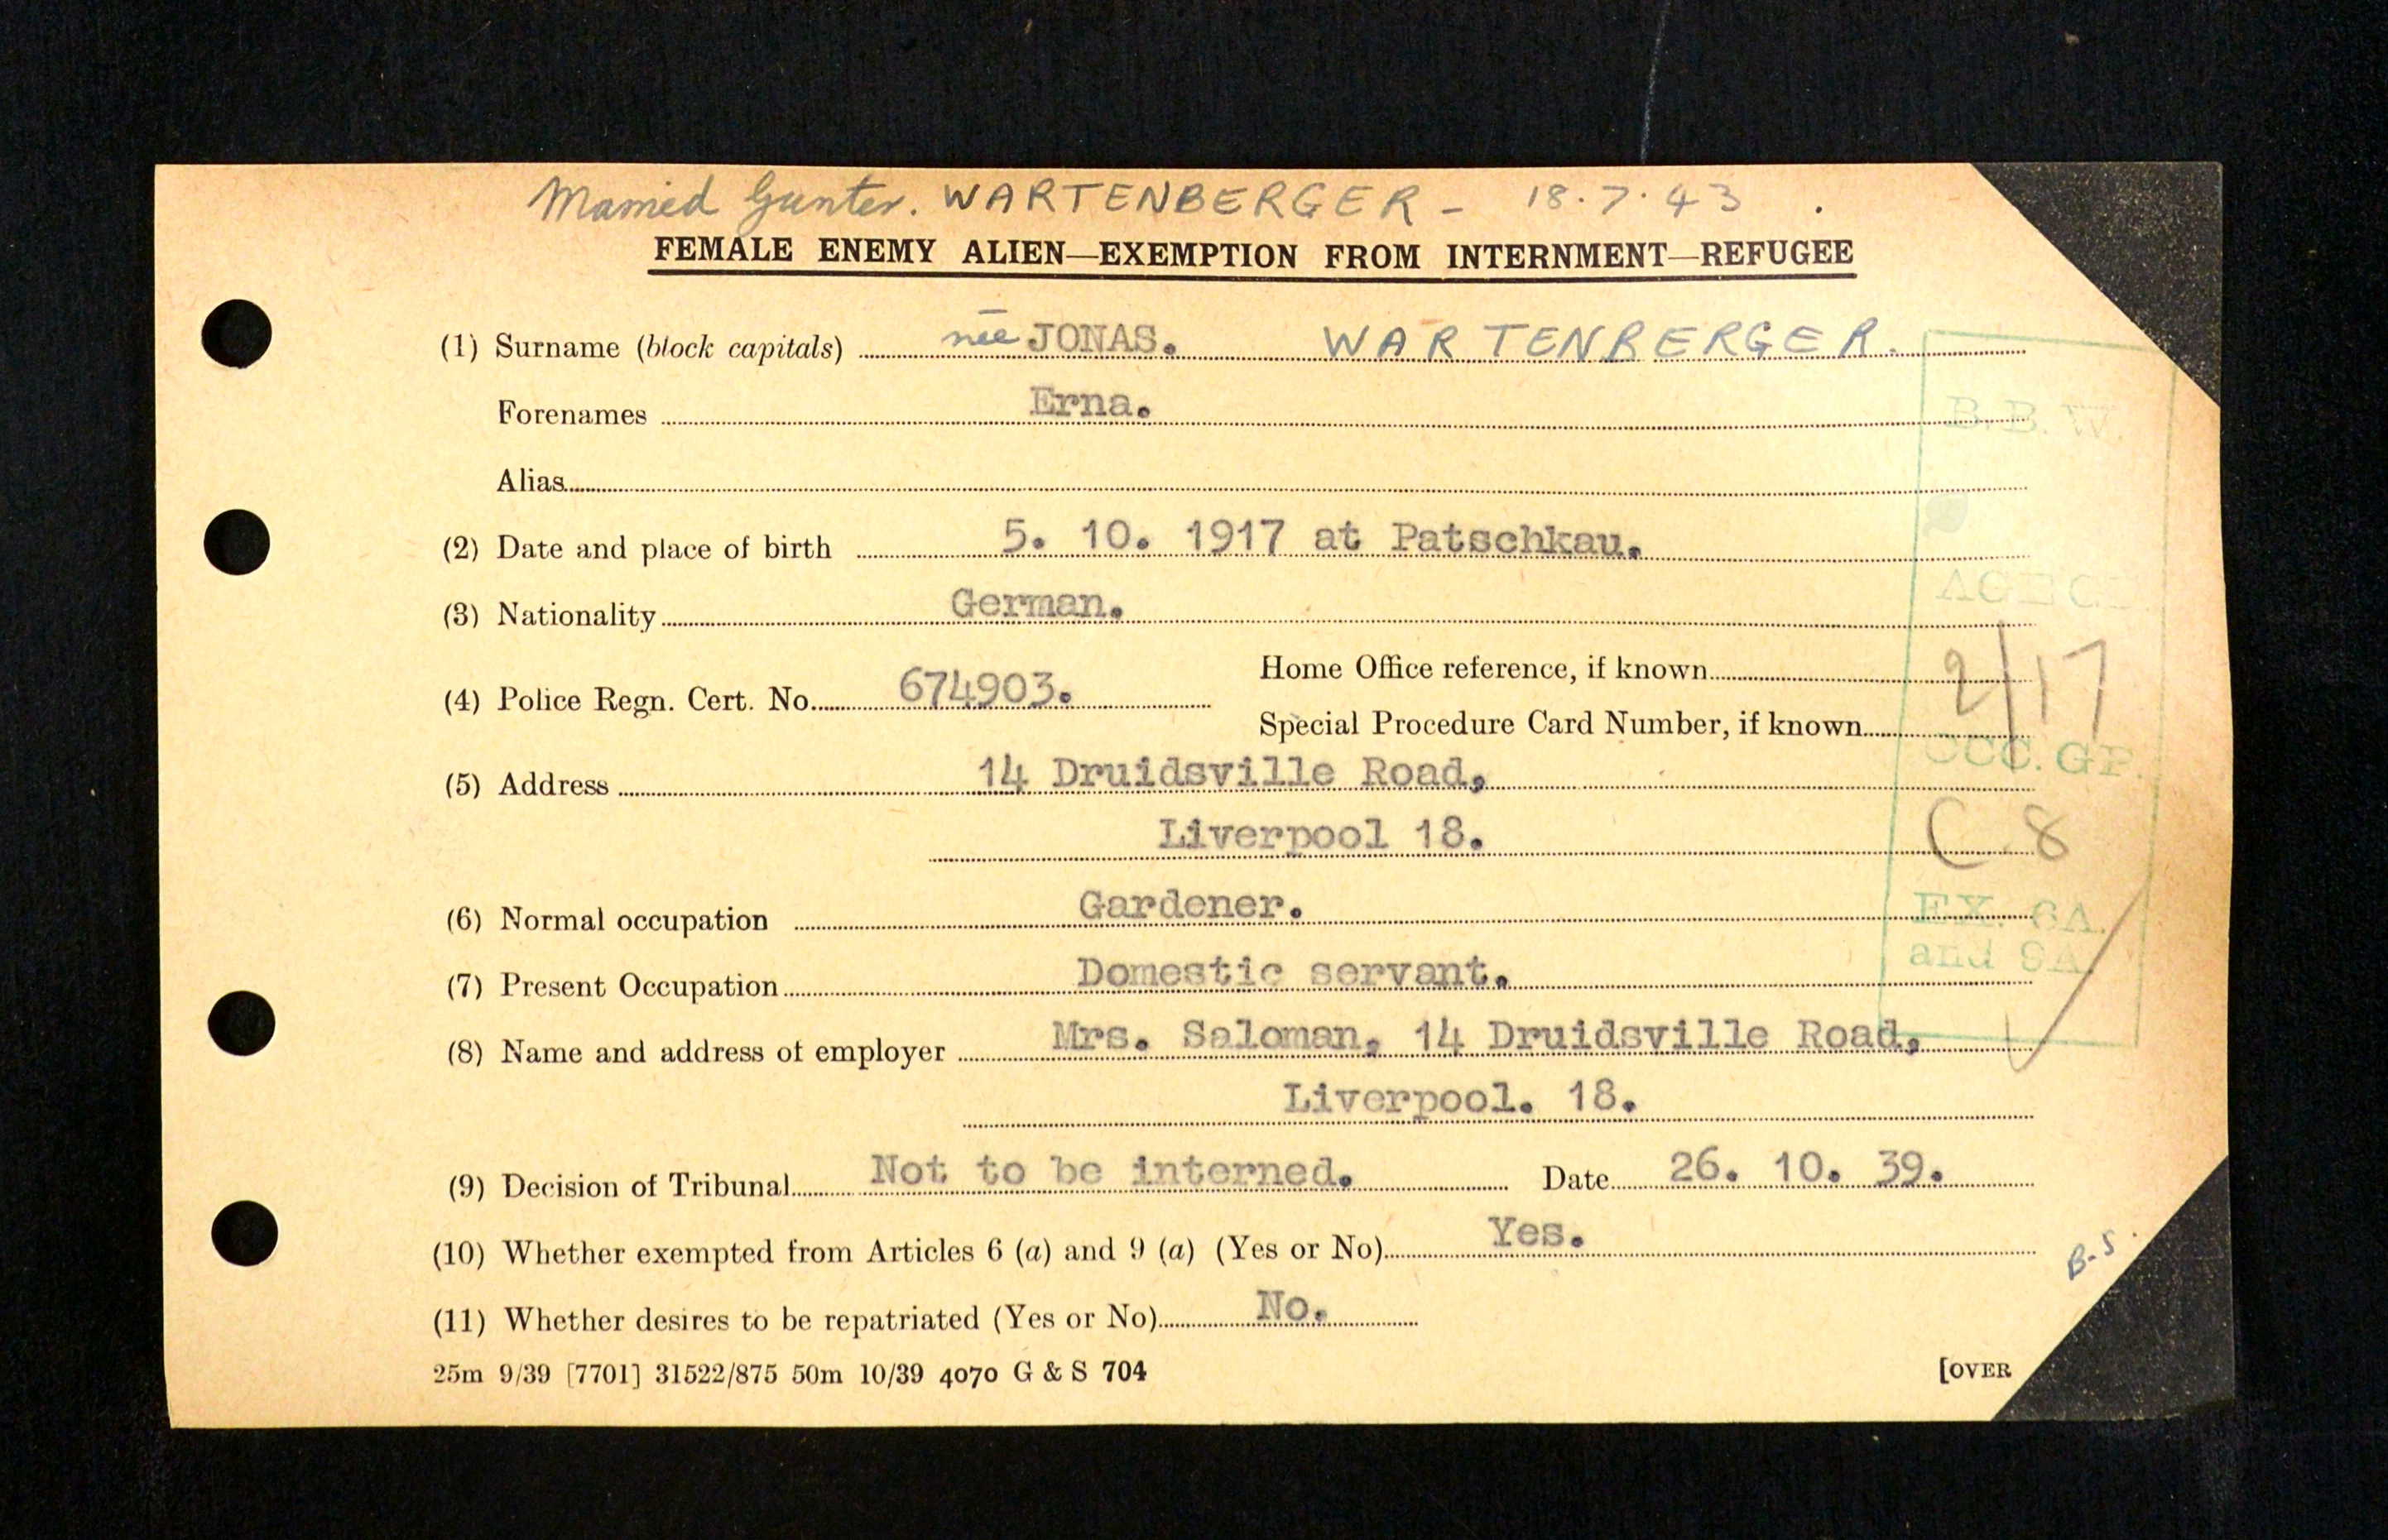 Married Gunter. WARTENBERGER - 18.7.43
FEMALE ENEMY ALIEN—EXEMPTION FROM INTERNMENT—REFUGEE
(1) Surname (block capitals) née JONAS. WARTENBERGER.
Forenames Erna.
B.B.W.
Alias
(2) Date and place of birth 5. 10. 1917 at Patschkau.
(3) Nationality German.
AGE GP.
(4) Police Regn. Cert. No. 674903.
Home Office reference, if known
2/17
Special Procedure Card Number, if known
OCC. GP.
(5) Address 14 Druidsville Road,
Liverpool 18.
C 8
(6) Normal occupation Gardener.
EX. 6A.
and 9A.
(7) Present Occupation Domestic servant.
(8) Name and address of employer Mrs. Saloman, 14 Druidsville Road,
Liverpool. 18.
(9) Decision of Tribunal Not to be interned. Date 26. 10. 39.
(10) Whether exempted from Articles 6 (a) and 9 (a) (Yes or No) Yes.
B-S.
(11) Whether desires to be repatriated (Yes or No) No.
25m 9/39 [7701] 31522/875 50m 10/39 4070 G & S 704
[OVER